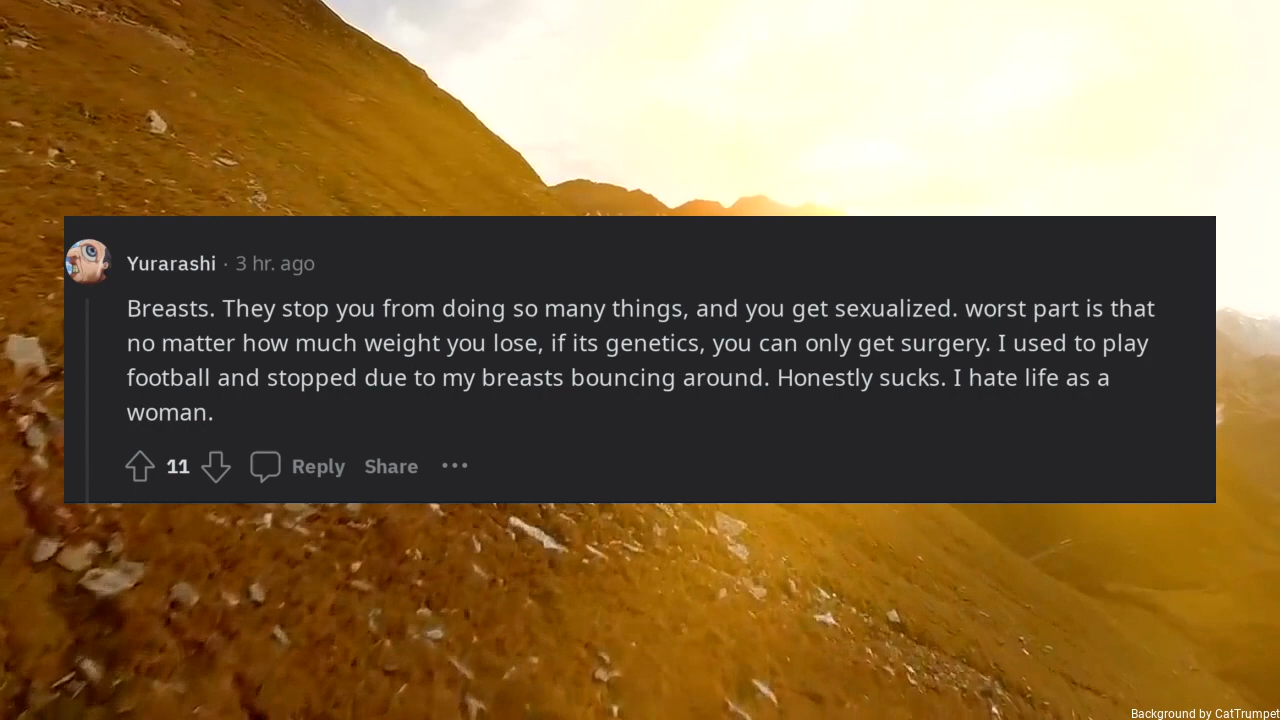 Yurarashi · 3 hr. ago
Breasts. They stop you from doing so many things, and you get sexualized. worst part is that
no matter how much weight you lose, if its genetics, you can only get surgery. I used to play
football and stopped due to my breasts bouncing around. Honestly sucks. I hate life as a
woman.
11 Reply Share ···
Background by CatTrumpet